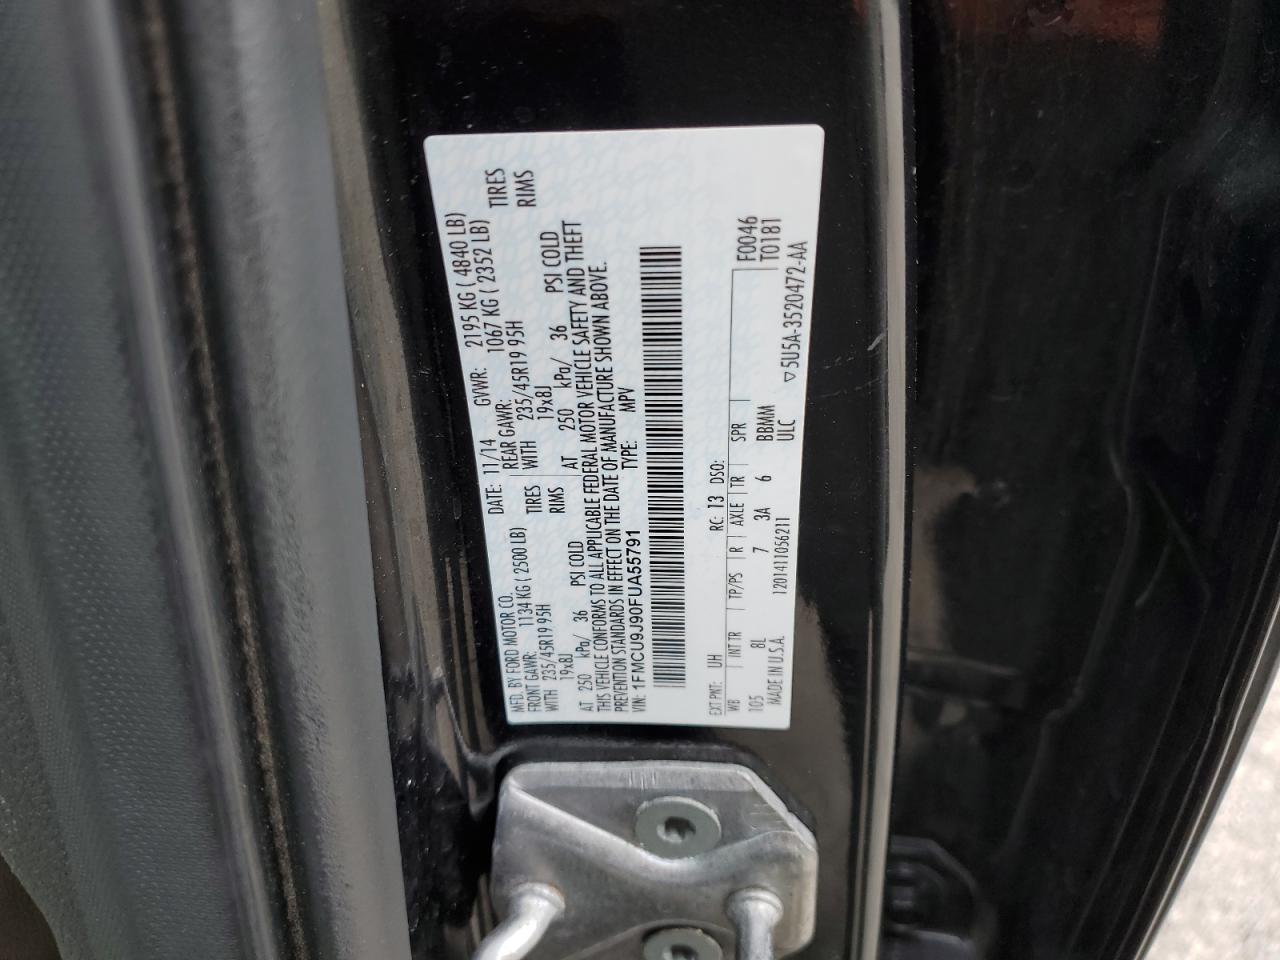 MFD. BY FORD MOTOR CO.
DATE: 11/14 GVWR: 2195 KG ( 4840 LB)
FRONT GAWR: 1134 KG ( 2500 LB) REAR GAWR: 1067 KG ( 2352 LB)
WITH 235/45R19 95H TIRES WITH 235/45R19 95H TIRES
19x8J RIMS 19x8J RIMS
AT 250 kPa/ 36 PSI COLD AT 250 kPa/ 36 PSI COLD
THIS VEHICLE CONFORMS TO ALL APPLICABLE FEDERAL MOTOR VEHICLE SAFETY AND THEFT
PREVENTION STANDARDS IN EFFECT ON THE DATE OF MANUFACTURE SHOWN ABOVE.
VIN: 1FMCU9J90FUA55791 TYPE: MPV
EXT PNT: UH RC: 13 DSO:
WB INT TR TP/PS R AXLE TR SPR F0046
105 8L 7 3A 6 BBMM T0181
MADE IN U.S.A. 1201411056211 ULC
▽5U5A-3520472-AA